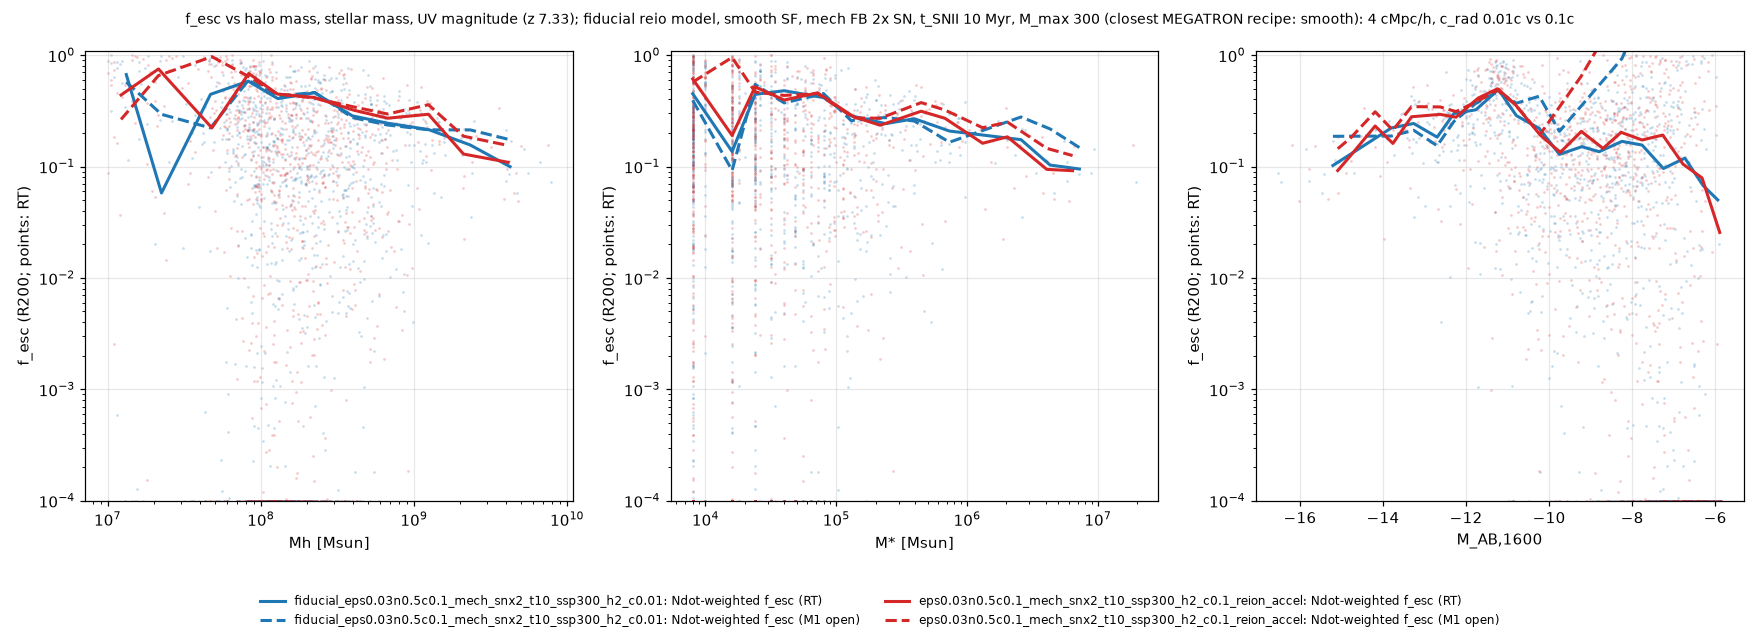 f_esc vs halo mass, stellar mass, UV magnitude (z 7.33); fiducial reio model, smooth SF, mech FB 2x SN, t_SNII 10 Myr, M_max 300 (closest MEGATRON recipe: smooth): 4 cMpc/h, c_rad 0.01c vs 0.1c
f_esc (R200; points: RT)
10⁰
10⁻¹
10⁻²
10⁻³
10⁻⁴
10⁷ 10⁸ 10⁹ 10¹⁰
Mh [Msun]
f_esc (R200; points: RT)
10⁰
10⁻¹
10⁻²
10⁻³
10⁻⁴
10⁴ 10⁵ 10⁶ 10⁷
M* [Msun]
f_esc (R200; points: RT)
10⁰
10⁻¹
10⁻²
10⁻³
10⁻⁴
−16 −14 −12 −10 −8 −6
M_AB,1600
fiducial_eps0.03n0.5c0.1_mech_snx2_t10_ssp300_h2_c0.01: Ndot-weighted f_esc (RT)
fiducial_eps0.03n0.5c0.1_mech_snx2_t10_ssp300_h2_c0.01: Ndot-weighted f_esc (M1 open)
eps0.03n0.5c0.1_mech_snx2_t10_ssp300_h2_c0.1_reion_accel: Ndot-weighted f_esc (RT)
eps0.03n0.5c0.1_mech_snx2_t10_ssp300_h2_c0.1_reion_accel: Ndot-weighted f_esc (M1 open)